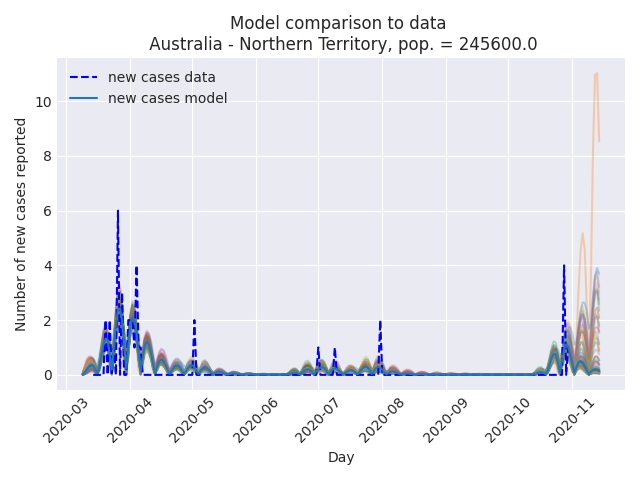 Model comparison to data
Australia - Northern Territory, pop. = 245600.0
new cases data
new cases model
Number of new cases reported
10
8
6
4
2
0
2020-03
2020-04
2020-05
2020-06
2020-07
2020-08
2020-09
2020-10
2020-11
Day